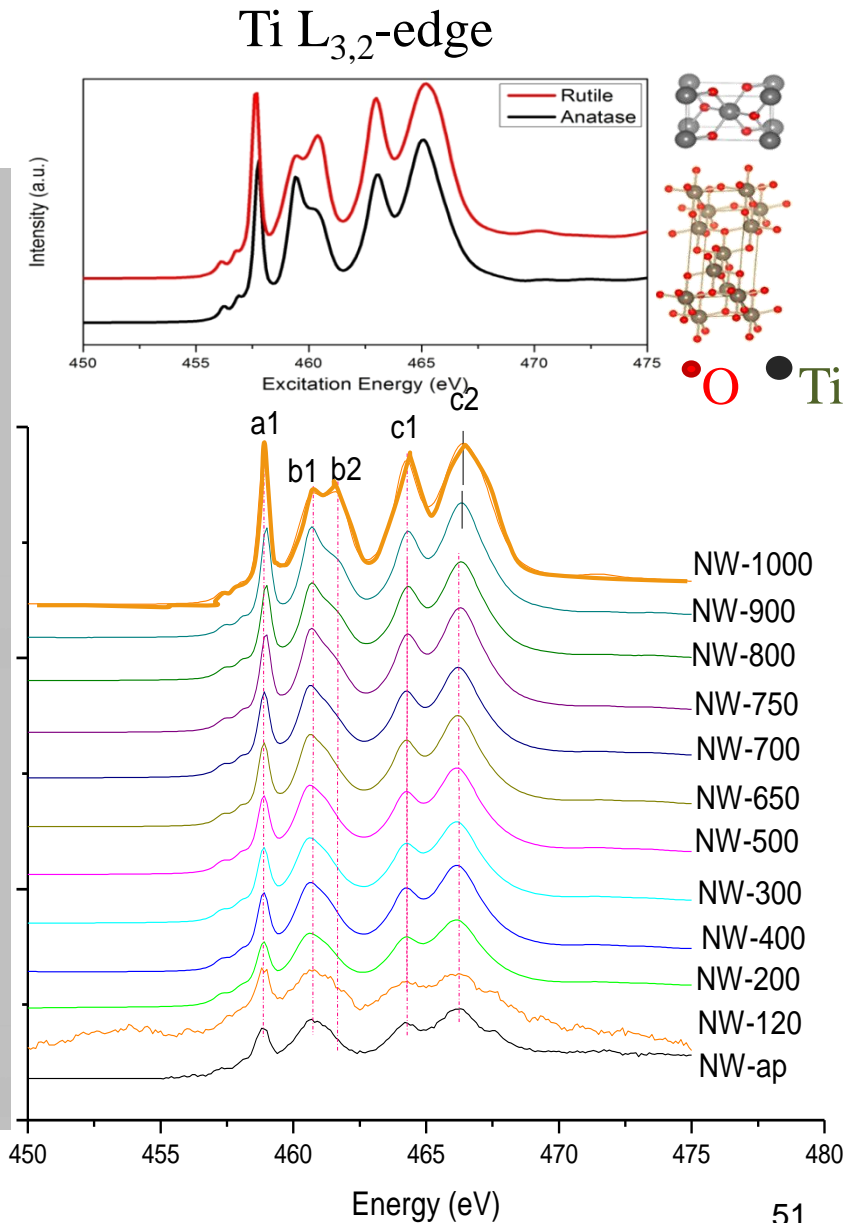 Ti L3,2-edge
Rutile
Anatase
Intensity (a.u.)
450 455 460 465 470 475
Excitation Energy (eV)
O Ti
a1 b1 b2 c1 c2
NW-1000
NW-900
NW-800
NW-750
NW-700
NW-650
NW-500
NW-300
NW-400
NW-200
NW-120
NW-ap
450 455 460 465 470 475 480
Energy (eV)
51